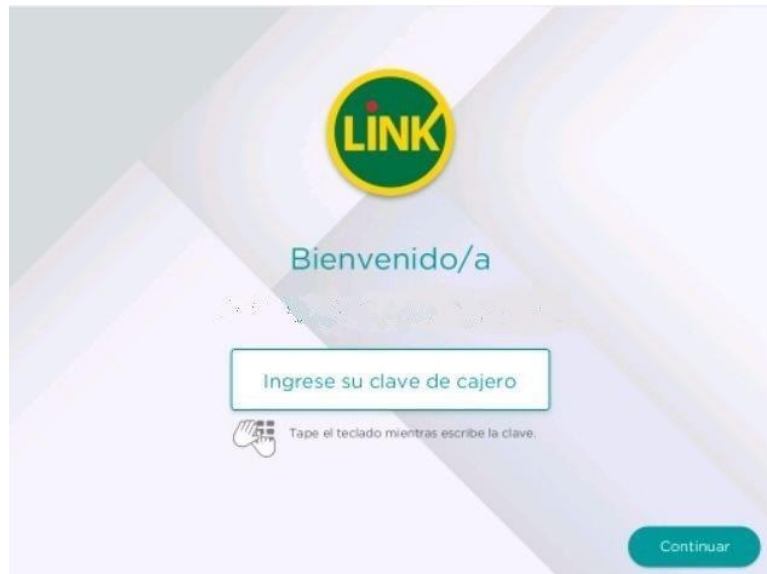 LiNK
Bienvenido/a
Ingrese su clave de cajero
Tape el teclado mientras escribe la clave.
Continuar